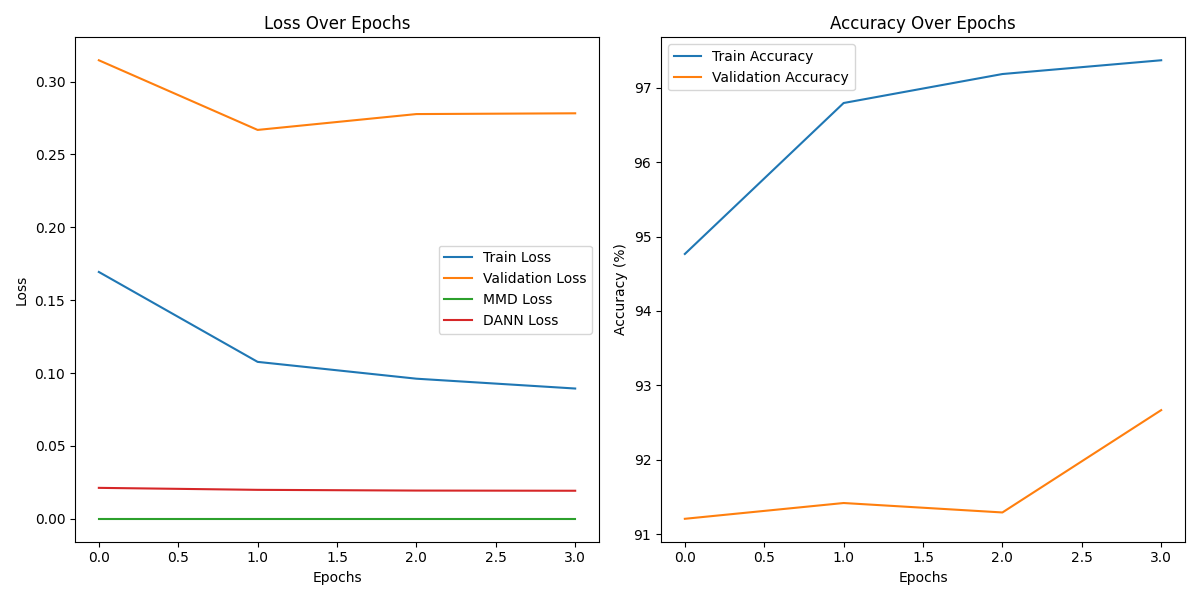 Loss Over Epochs
Loss
0.30
0.25
0.20
0.15
0.10
0.05
0.00
Train Loss
Validation Loss
MMD Loss
DANN Loss
0.0 0.5 1.0 1.5 2.0 2.5 3.0
Epochs
Accuracy Over Epochs
Accuracy (%)
97
96
95
94
93
92
91
Train Accuracy
Validation Accuracy
0.0 0.5 1.0 1.5 2.0 2.5 3.0
Epochs